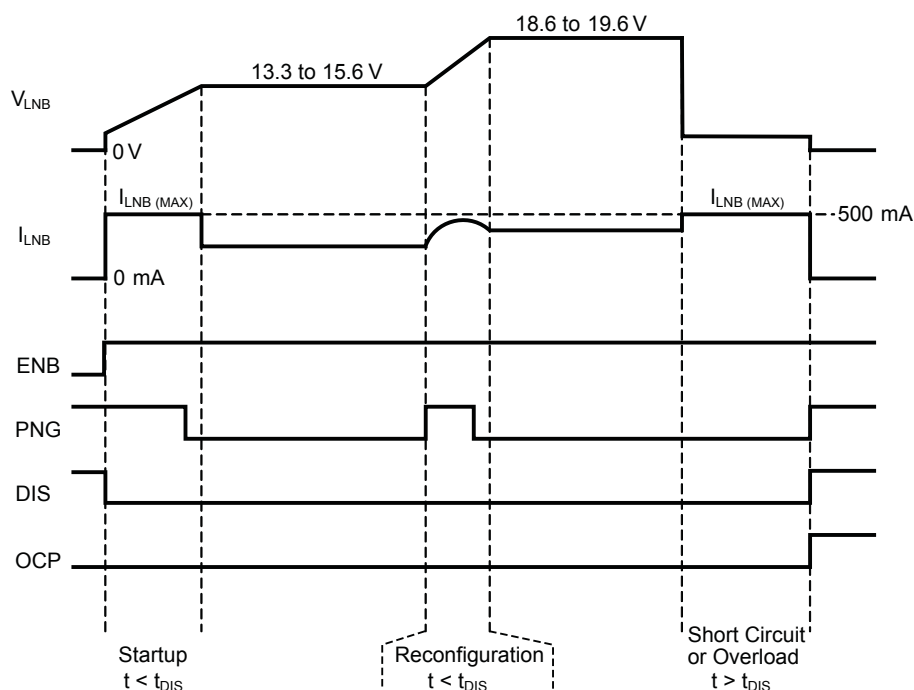 18.6 to 19.6 V
13.3 to 15.6 V
VLNB
0 V
ILNB (MAX)
ILNB (MAX)
500 mA
ILNB
0 mA
ENB
PNG
DIS
OCP
Startup
t < tDIS
Reconfiguration
t < tDIS
Short Circuit
or Overload
t > tDIS